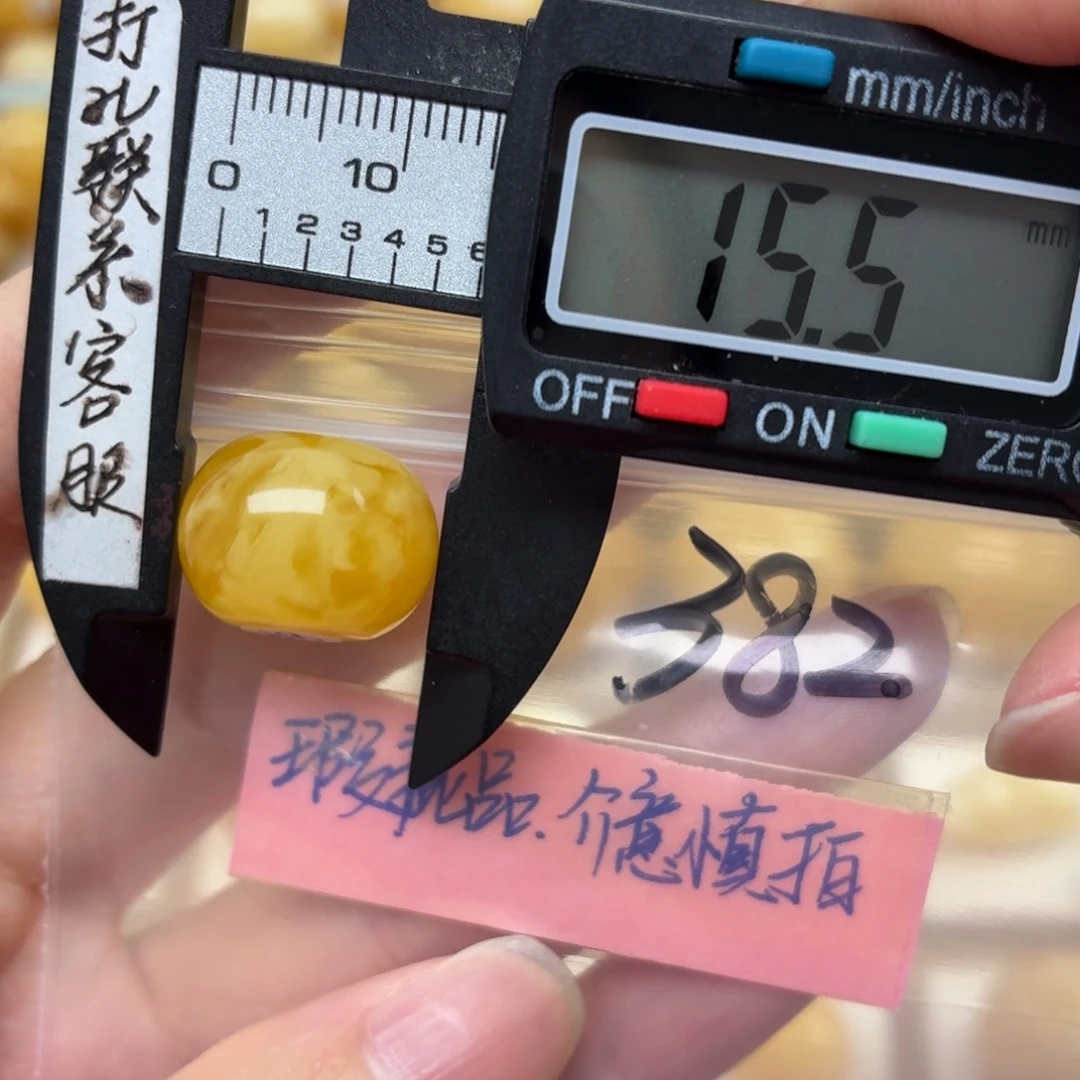 打孔联系客服
mm/inch
0 10
1 2 3 4 5 6
15.5 mm
OFF ON ZERO
382.
瑕疵品.介意慎拍